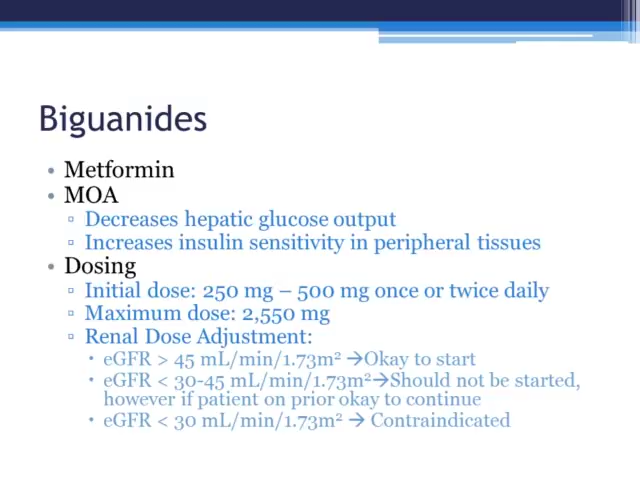 Biguanides
• Metformin
• MOA
▫ Decreases hepatic glucose output
▫ Increases insulin sensitivity in peripheral tissues
• Dosing
▫ Initial dose: 250 mg – 500 mg once or twice daily
▫ Maximum dose: 2,550 mg
▫ Renal Dose Adjustment:
▪ eGFR > 45 mL/min/1.73m² →Okay to start
▪ eGFR < 30-45 mL/min/1.73m²→Should not be started,
however if patient on prior okay to continue
▪ eGFR < 30 mL/min/1.73m² → Contraindicated